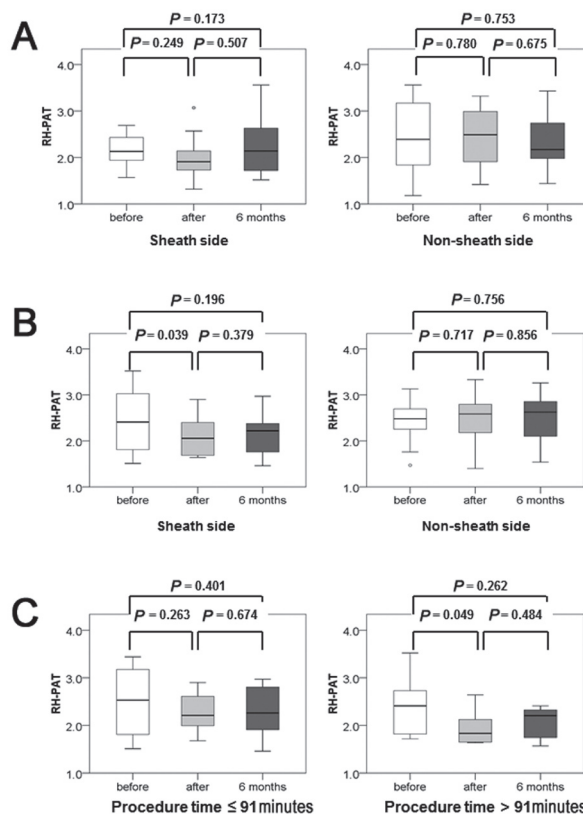 A
P = 0.173
P = 0.249 P = 0.507
RH-PAT
4.0
3.0
2.0
1.0
before after 6 months
Sheath side
P = 0.753
P = 0.780 P = 0.675
RH-PAT
4.0
3.0
2.0
1.0
before after 6 months
Non-sheath side
B
P = 0.196
P = 0.039 P = 0.379
RH-PAT
4.0
3.0
2.0
1.0
before after 6 months
Sheath side
P = 0.756
P = 0.717 P = 0.856
RH-PAT
4.0
3.0
2.0
1.0
before after 6 months
Non-sheath side
C
P = 0.401
P = 0.263 P = 0.674
RH-PAT
4.0
3.0
2.0
1.0
before after 6 months
Procedure time ≤ 91minutes
P = 0.262
P = 0.049 P = 0.484
RH-PAT
4.0
3.0
2.0
1.0
before after 6 months
Procedure time > 91minutes